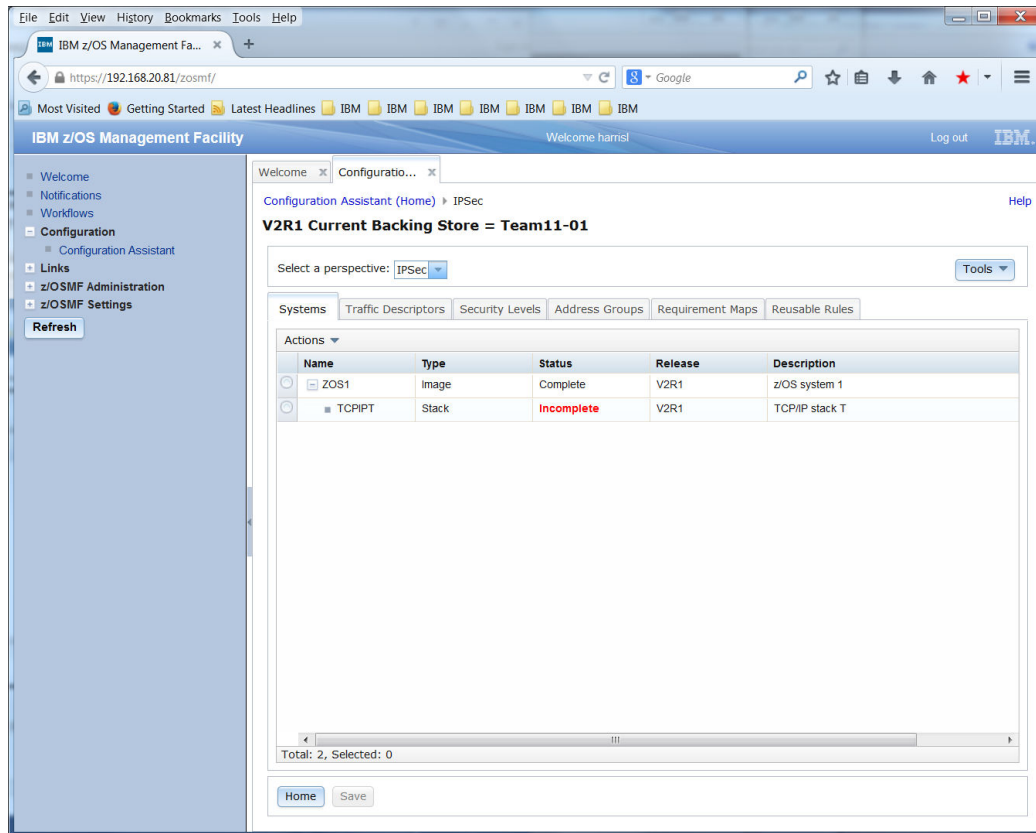 File Edit View History Bookmarks Tools Help
IBM IBM z/OS Management Fa... × +
https://192.168.20.81/zosmf/
8 Google
Most Visited Getting Started Latest Headlines IBM IBM IBM IBM IBM IBM IBM
IBM z/OS Management Facility Welcome harrisl Log out IBM.
Welcome
Notifications
Workflows
Configuration
Configuration Assistant
Links
z/OSMF Administration
z/OSMF Settings
Refresh
Welcome x Configuratio... x
Configuration Assistant (Home) IPSec Help
V2R1 Current Backing Store = Team11-01
Select a perspective: IPSec Tools
Systems Traffic Descriptors Security Levels Address Groups Requirement Maps Reusable Rules
Actions
Name Type Status Release Description
ZOS1 Image Complete V2R1 z/OS system 1
TCPIPT Stack Incomplete V2R1 TCP/IP stack T
Total: 2, Selected: 0
Home Save